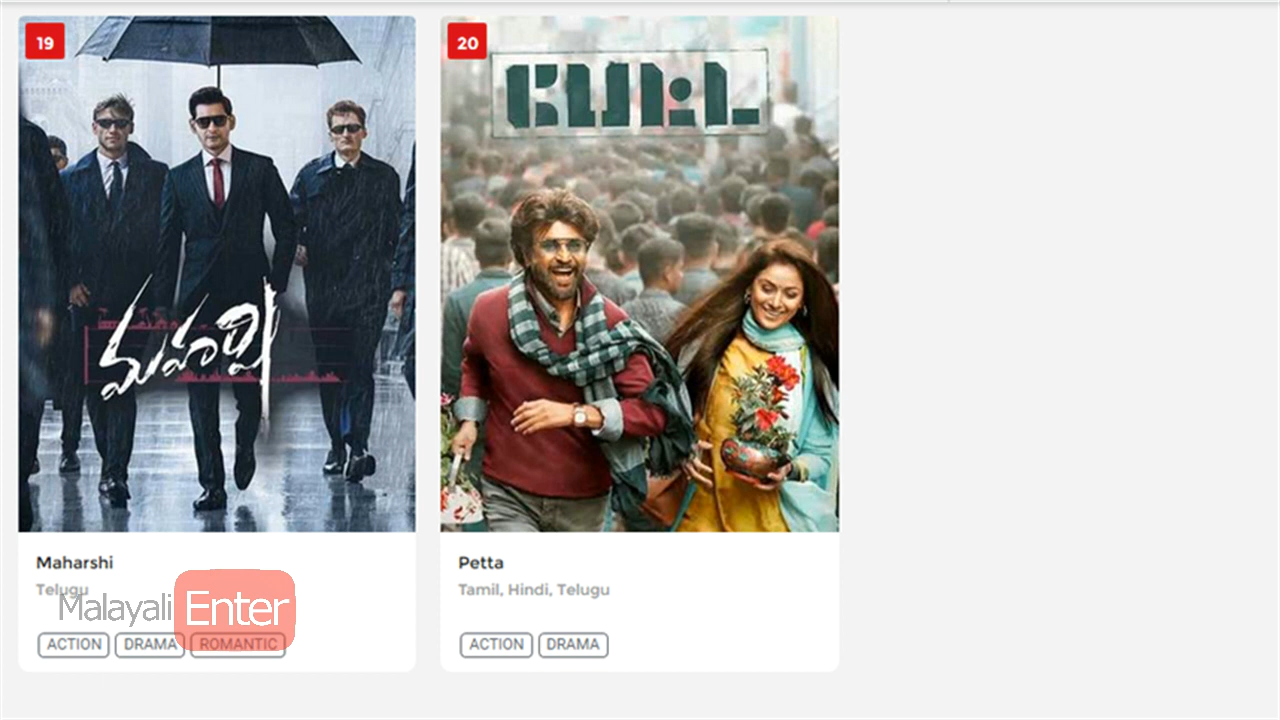 19
మహర్షి
Maharshi
Telugu
Malayali Enter
ACTION DRAMA ROMANTIC
20
பேட்ட
Petta
Tamil, Hindi, Telugu
ACTION DRAMA